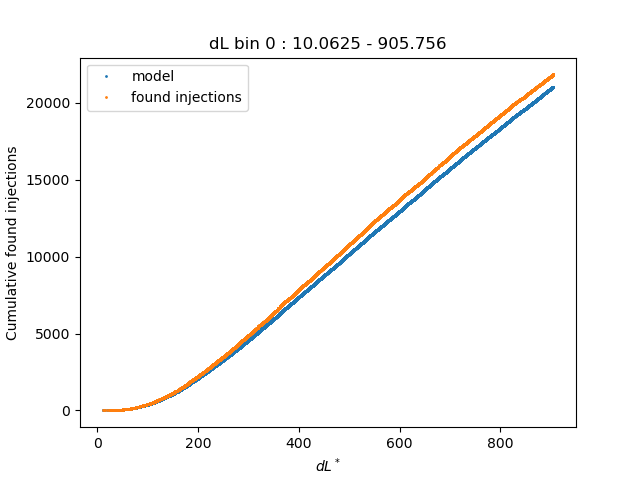 dL bin 0 : 10.0625 - 905.756
model
found injections
20000
15000
10000
5000
0
Cumulative found injections
0 200 400 600 800
dL*